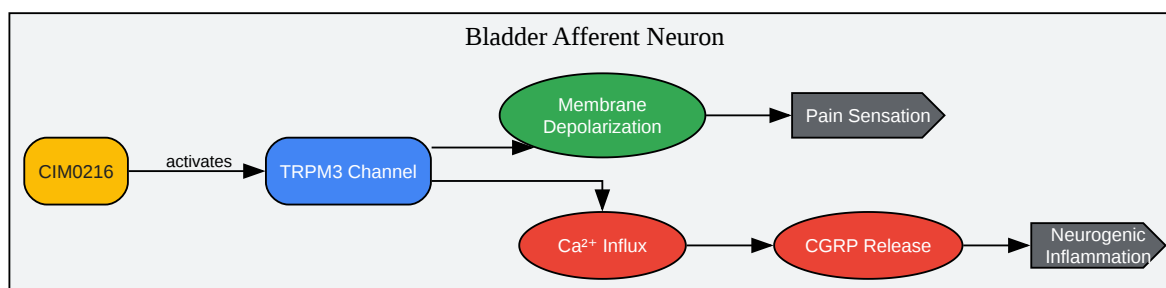 Bladder Afferent Neuron
Membrane
Depolarization
Pain Sensation
CIM0216
activates
TRPM3 Channel
Ca²⁺ Influx
CGRP Release
Neurogenic
Inflammation